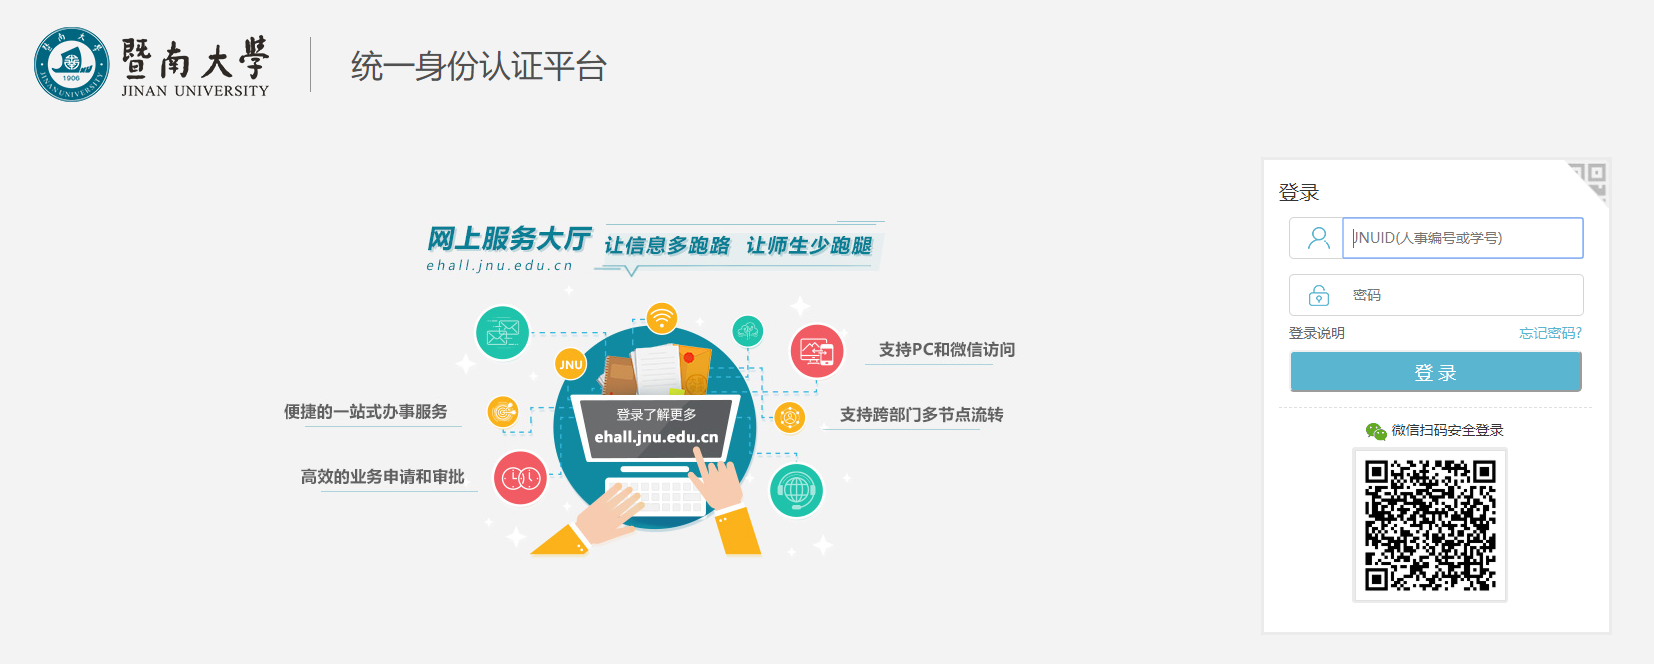 暨南大學
JINAN UNIVERSITY
1906
统一身份认证平台
网上服务大厅
ehall.jnu.edu.cn
让信息多跑路 让师生少跑腿
JNU
支持PC和微信访问
便捷的一站式办事服务
登录了解更多
ehall.jnu.edu.cn
支持跨部门多节点流转
高效的业务申请和审批
登录
JNUID(人事编号或学号)
密码
登录说明
忘记密码?
登 录
微信扫码安全登录